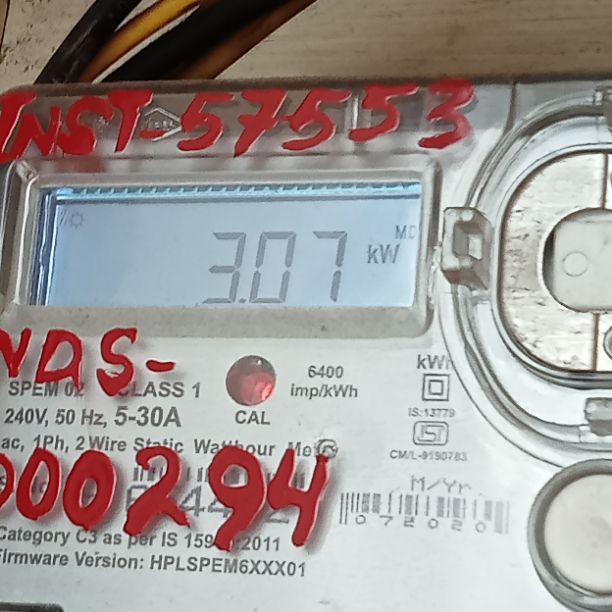 INST-57553
MD
3.07 kW
NDS-
SPEM 02 CLASS 1
6400
imp/kWh
kWh
240V, 50 Hz, 5-30A
CAL
IS:13779
ac, 1Ph, 2 Wire Static Watthour Meter
CM/L-9190783
000294
M/Yr.
072020
Category C3 as per IS
2011
Firmware Version: HPLSPEM6XXX01